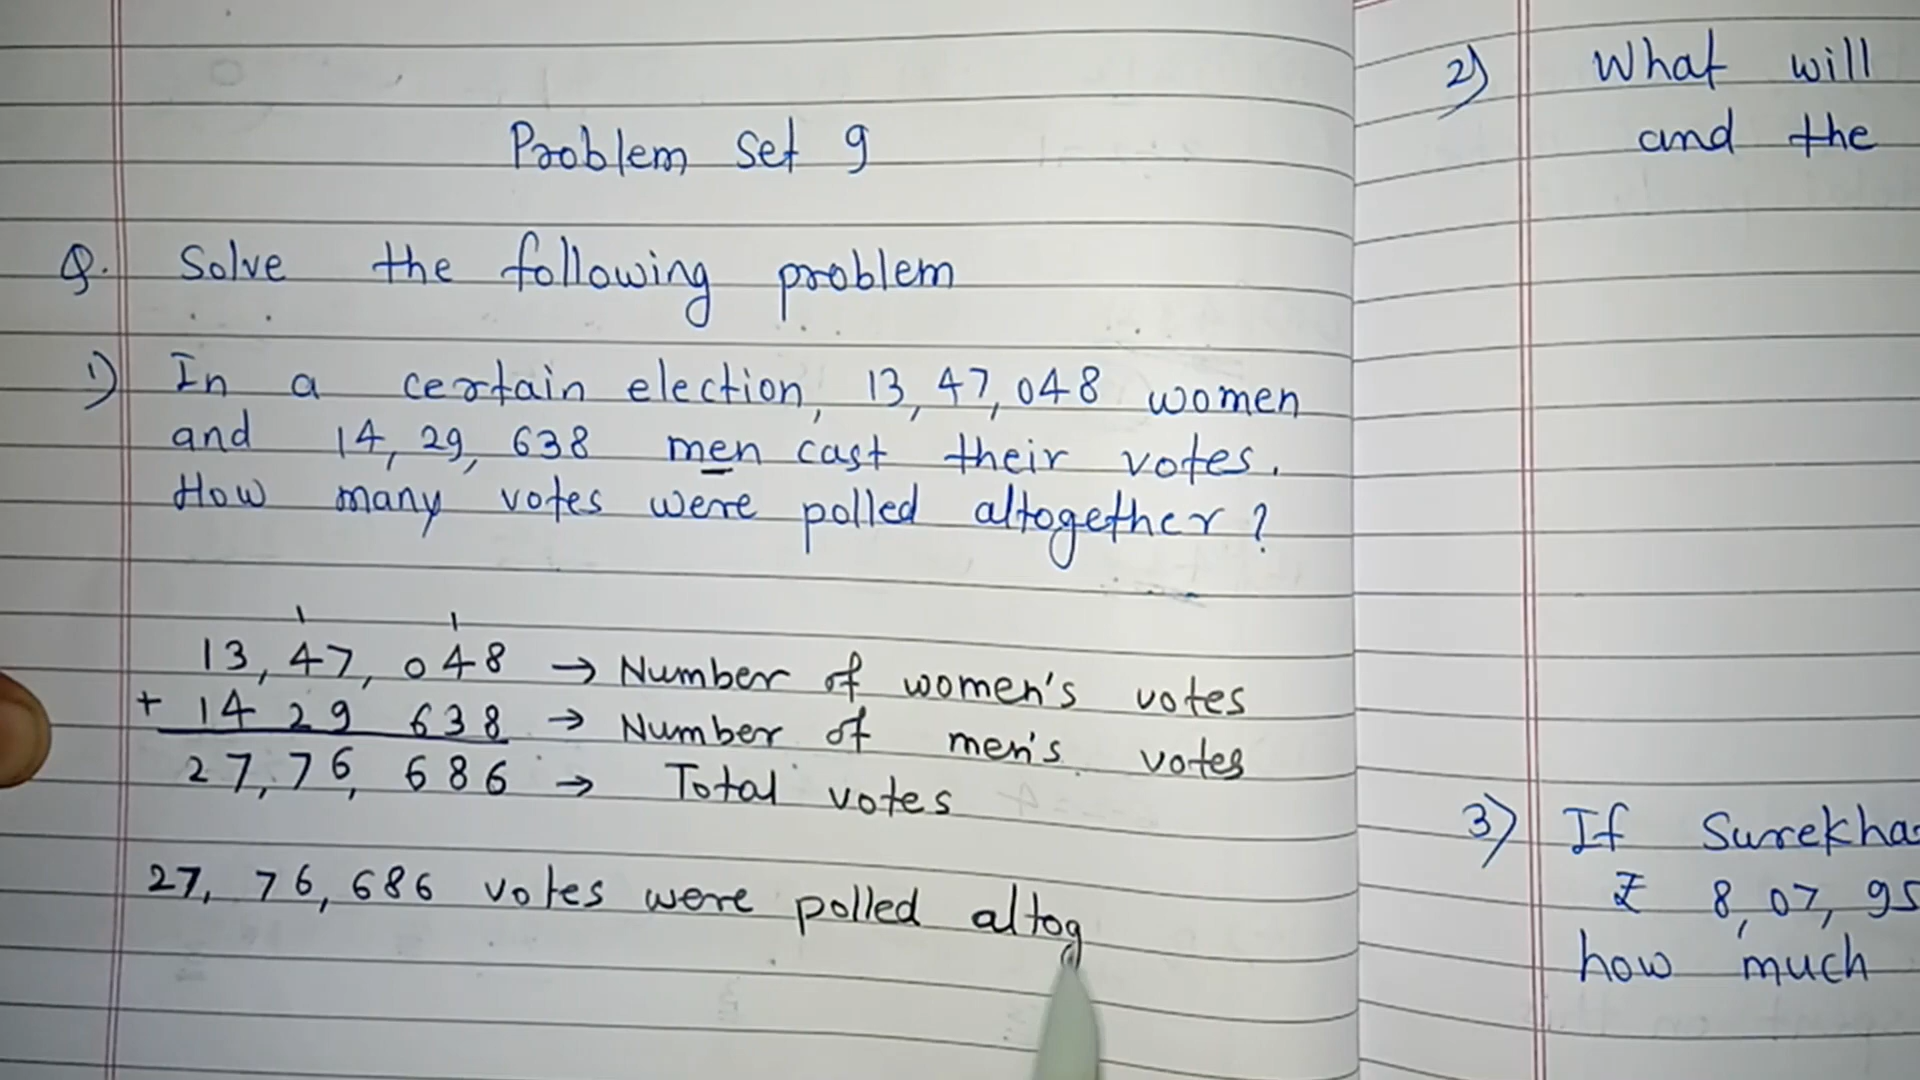 Problem Set 9
Q. Solve the following problem
1) In a certain election, 13,47,048 women
and 14,29,638 men cast their votes.
How many votes were polled altogether?
1 1
13,47,048 → Number of women's votes
+ 14 29 638 → Number of men's votes
27,76,686 → Total votes
27,76,686 votes were polled altog
2) What will
and the
3) If Surekha
₹ 8,07,95
how much